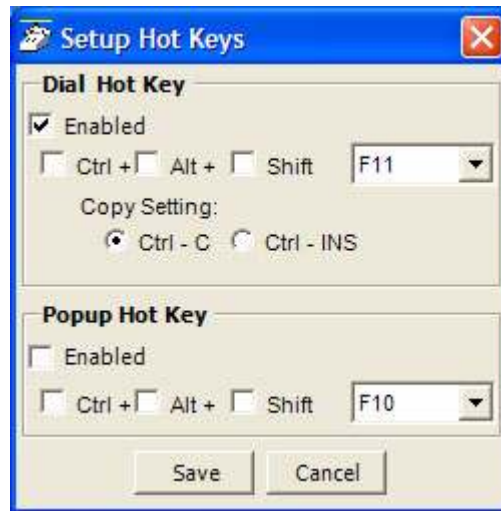 Setup Hot Keys
Dial Hot Key
Enabled
Ctrl + Alt + Shift F11
Copy Setting:
Ctrl - C Ctrl - INS
Popup Hot Key
Enabled
Ctrl + Alt + Shift F10
Save Cancel